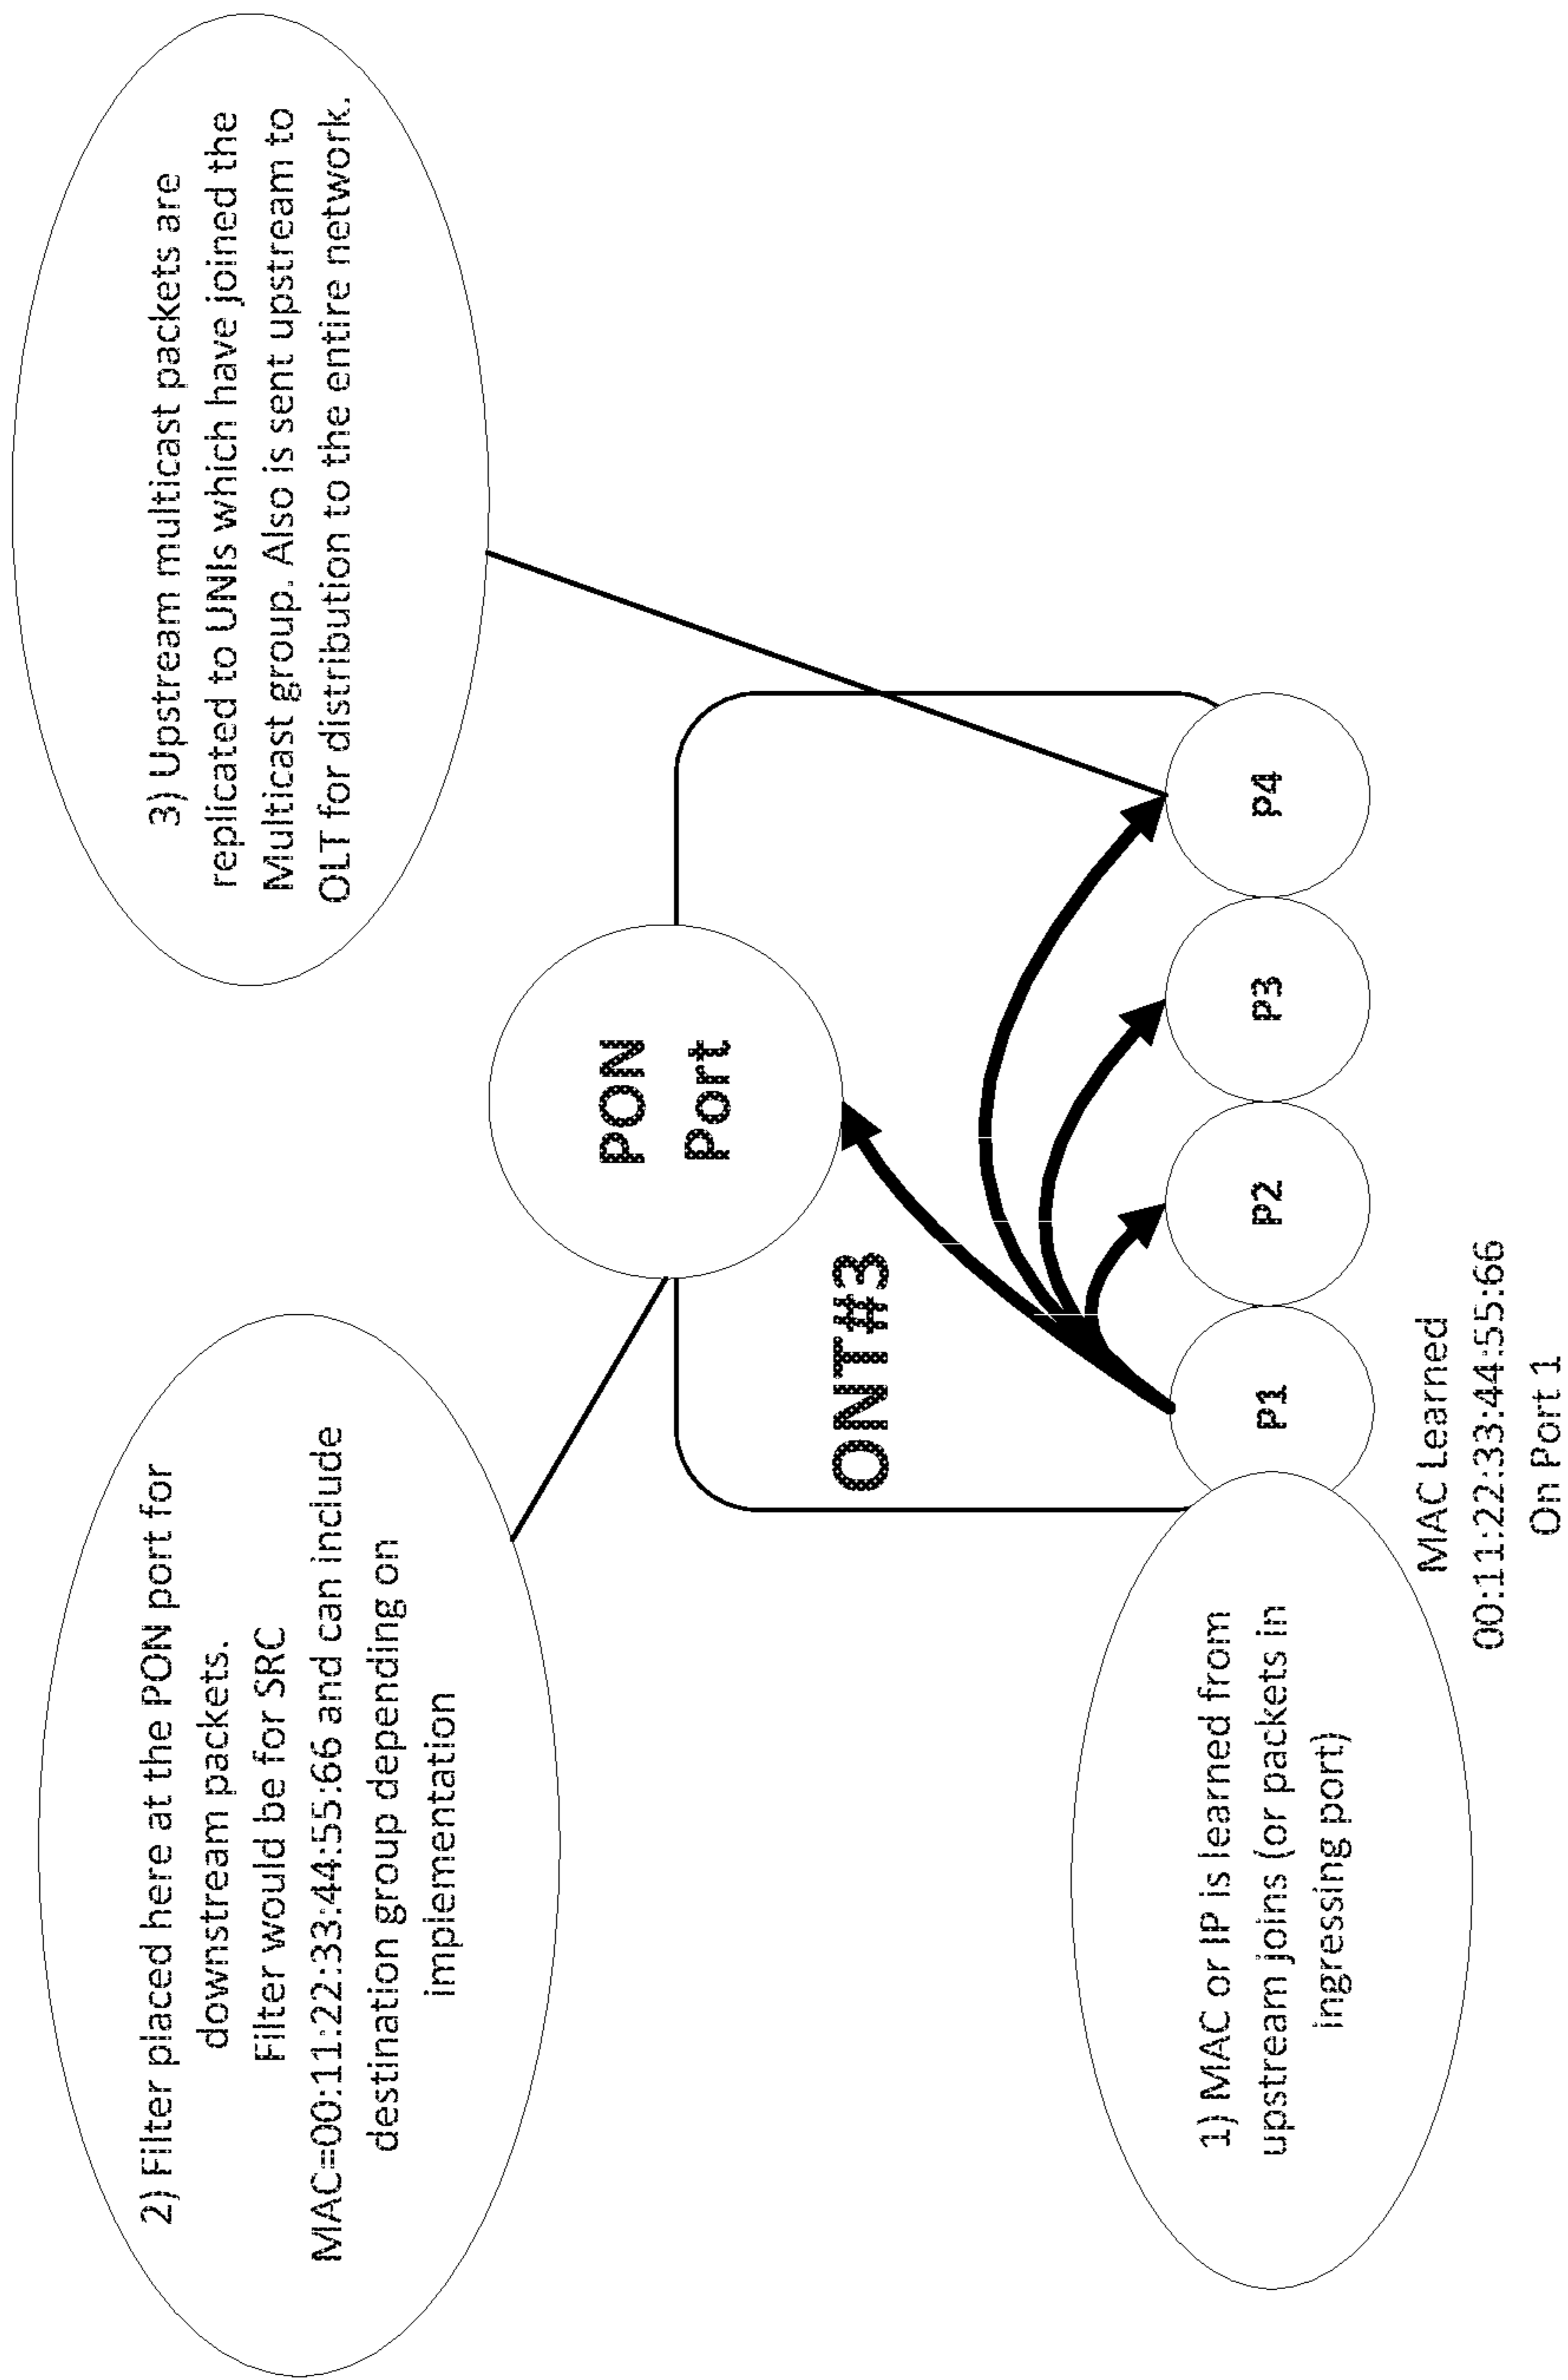 2) Filter placed here at the PON port for
downstream packets.
Filter would be for SRC
MAC=00:11:22:33:44:55:66 and can include
destination group depending on
implementation
3) Upstream multicast packets are
replicated to UNIs which have joined the
Multicast group. Also is sent upstream to
OLT for distribution to the entire network.
PON
Port
ONT#3
1) MAC or IP is learned from
upstream joins (or packets in
ingressing port)
P1
P2
P3
P4
MAC Learned
00:11:22:33:44:55:66
On Port 1